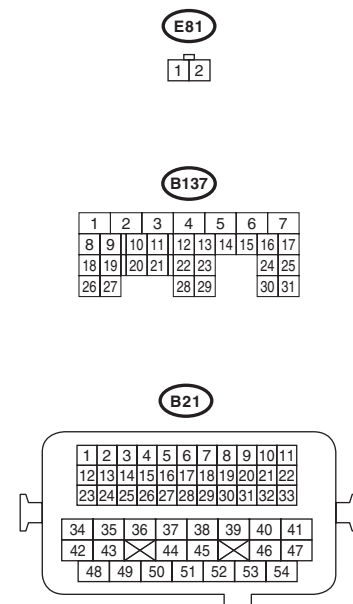 E81
1 2
B137
1 2 3 4 5 6 7
8 9 10 11 12 13 14 15 16 17
18 19 20 21 22 23 24 25
26 27 28 29 30 31
B21
1 2 3 4 5 6 7 8 9 10 11
12 13 14 15 16 17 18 19 20 21 22
23 24 25 26 27 28 29 30 31 32 33
34 35 36 37 38 39 40 41
42 43 44 45 46 47
48 49 50 51 52 53 54